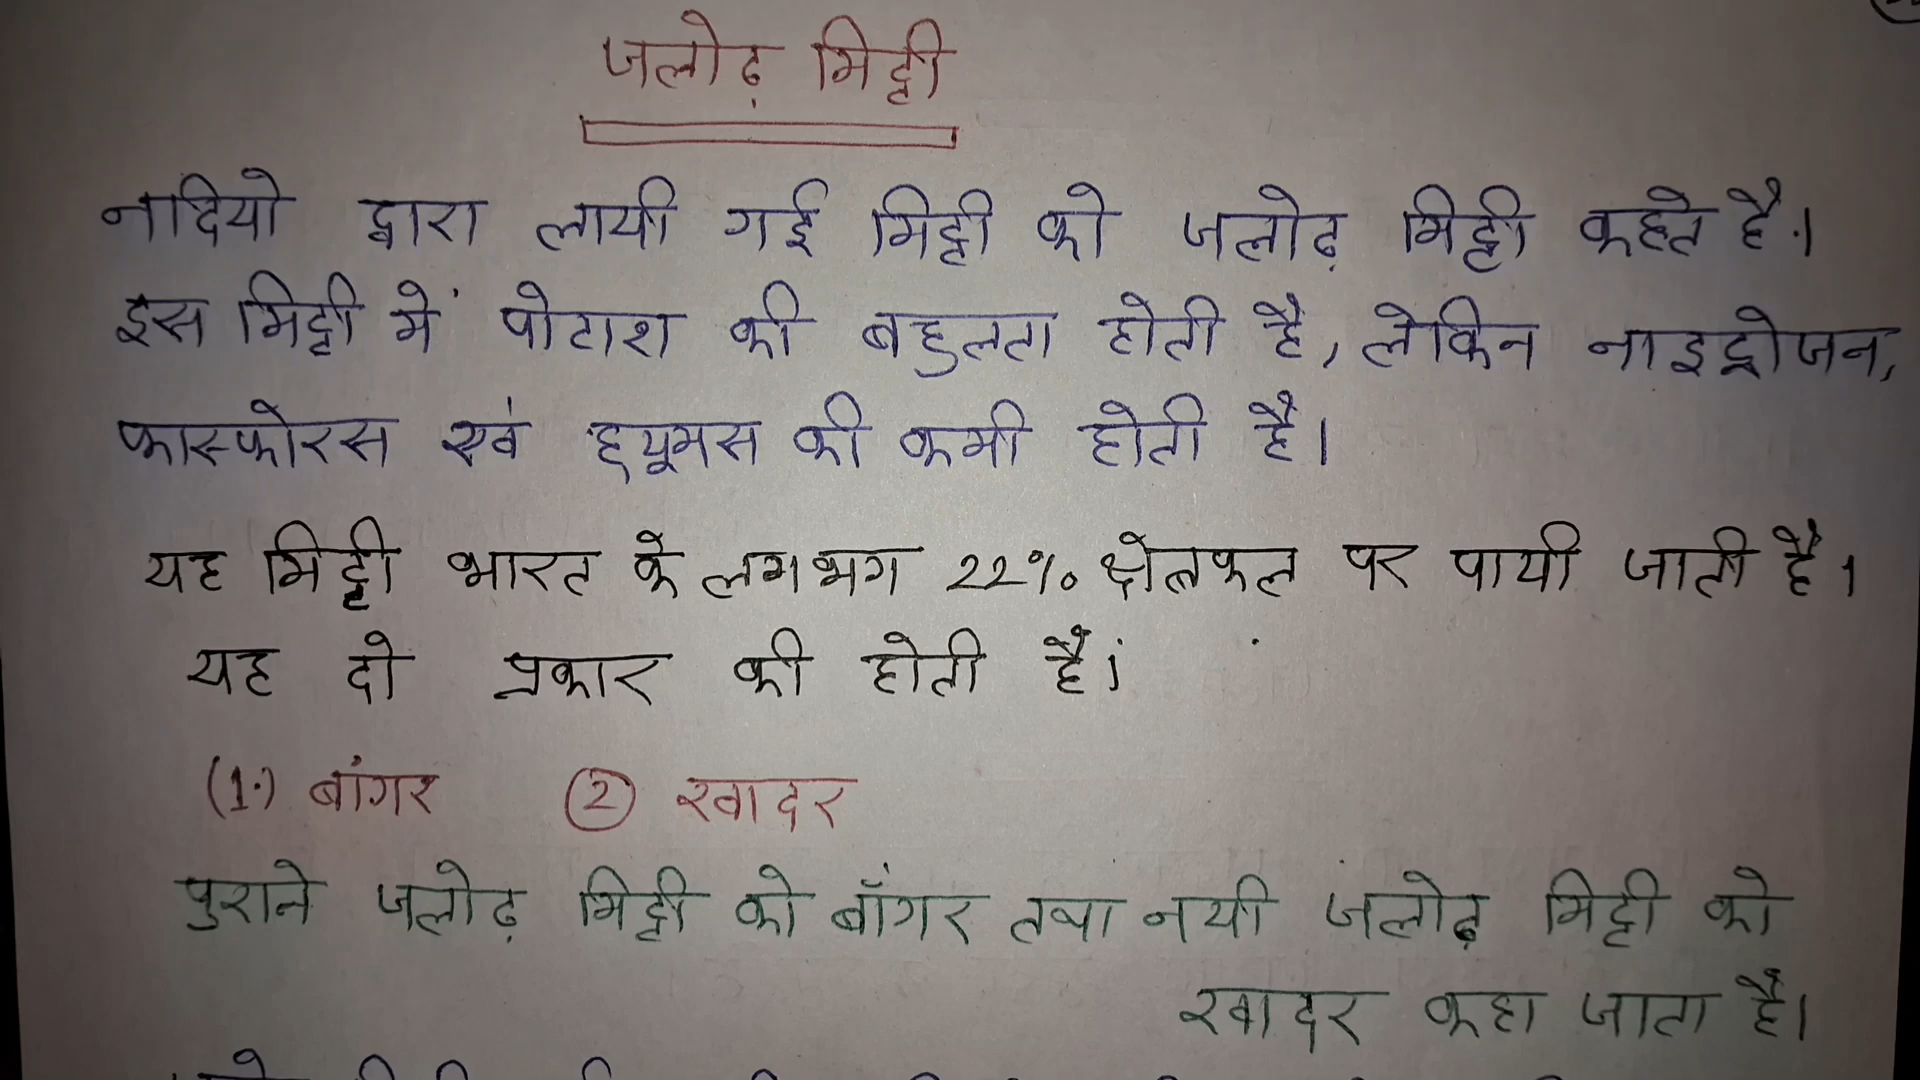 जलोढ़ मिट्टी
नदियो द्वारा लायी गई मिट्टी को जलोढ़ मिट्टी कहते है।
इस मिट्टी में पोटाश की बहुलता होती है, लेकिन नाइट्रोजन,
फास्फोरस एवं ह्यूमस की कमी होती है।
यह मिट्टी भारत के लगभग 22% क्षेत्रफल पर पायी जाती है।
यह दो प्रकार की होती है।
(1.) बांगर ② खादर
पुराने जलोढ़ मिट्टी को बाँगर तथा नयी जलोढ़ मिट्टी को
खादर कहा जाता है।